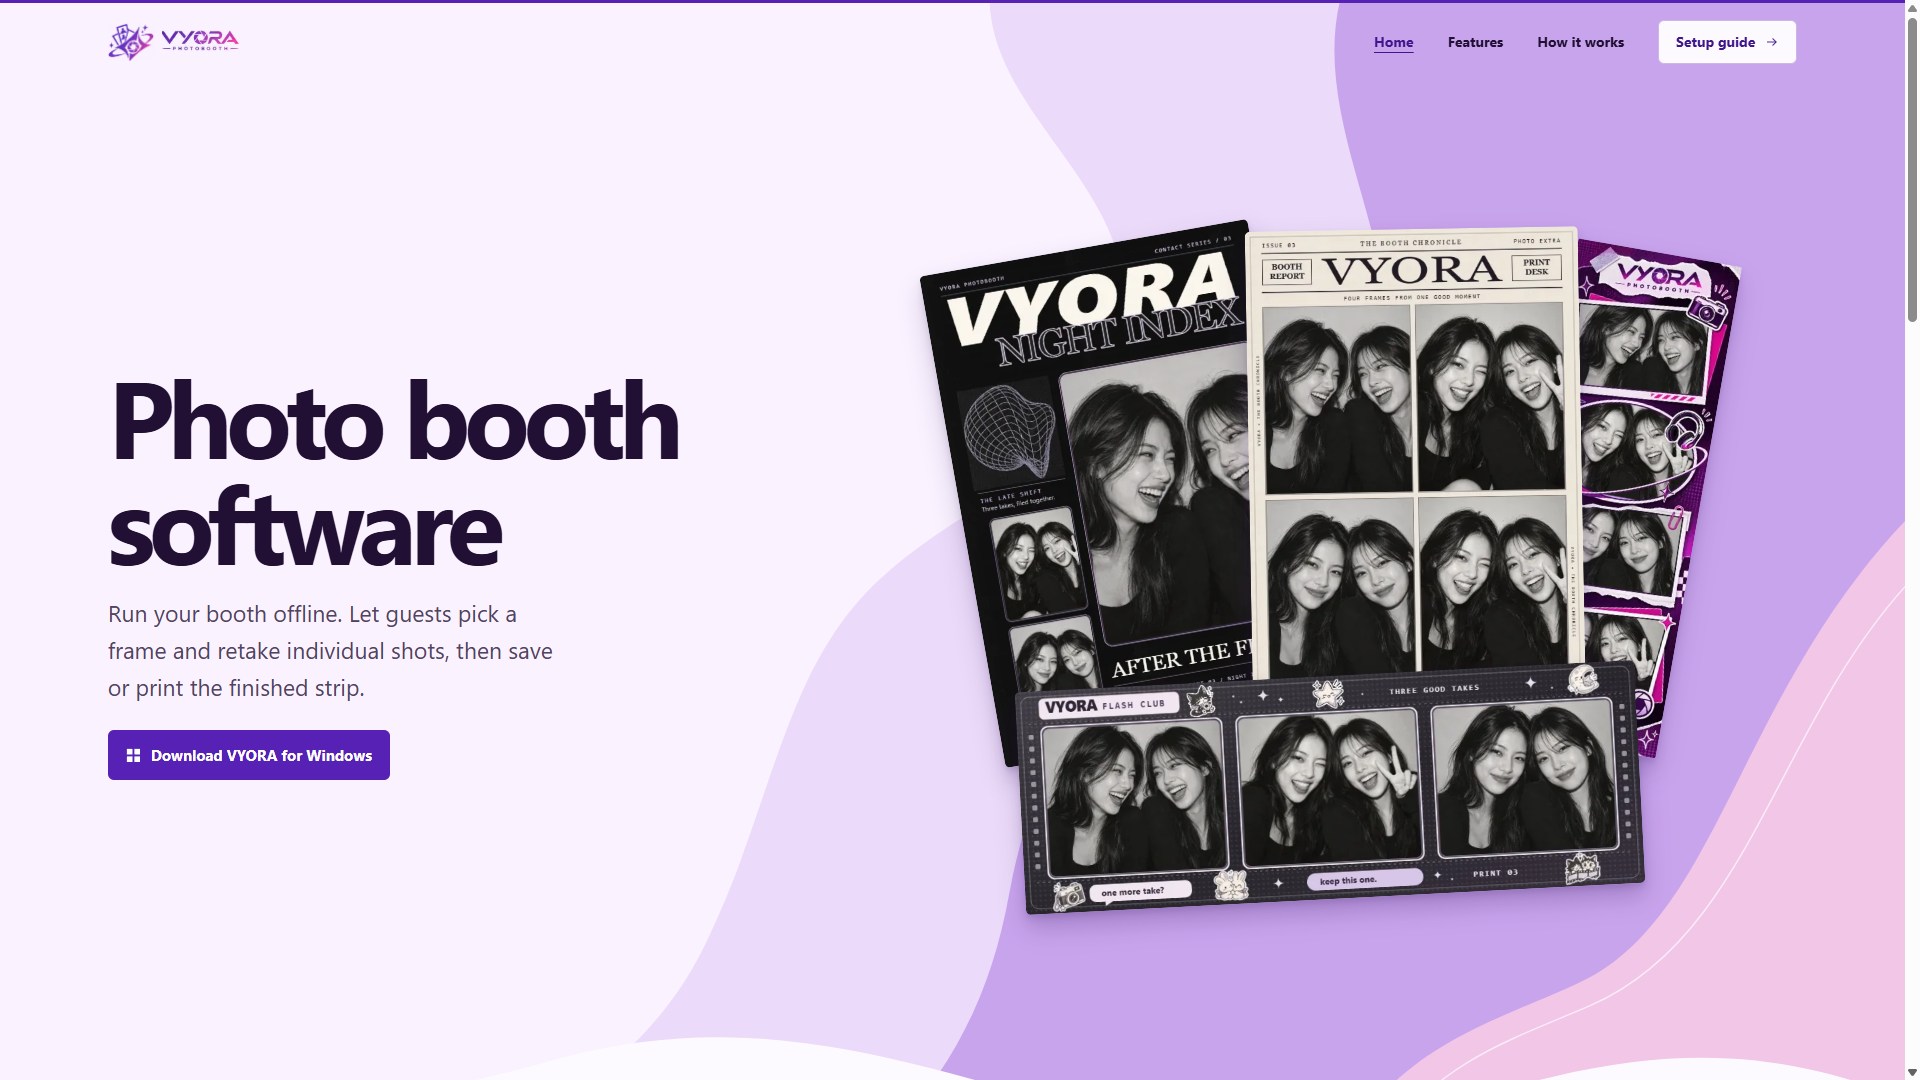 VYORA
PHOTOBOOTH
Home
Features
How it works
Setup guide
Photo booth
software
Run your booth offline. Let guests pick a
frame and retake individual shots, then save
or print the finished strip.
Download VYORA for Windows
VYORA PHOTOBOOTH
CONTACT SERIES / 03
VYORA
NIGHT INDEX
THE LATE SHIFT
Three takes, filed together.
AFTER THE F
ISSUE 03
THE BOOTH CHRONICLE
PHOTO EXTRA
BOOTH
REPORT
VYORA
PRINT
DESK
FOUR FRAMES FROM ONE GOOD MOMENT
VYORA
PHOTOBOOTH
VYORA FLASH CLUB
THREE GOOD TAKES
one more take?
keep this one.
PRINT 03